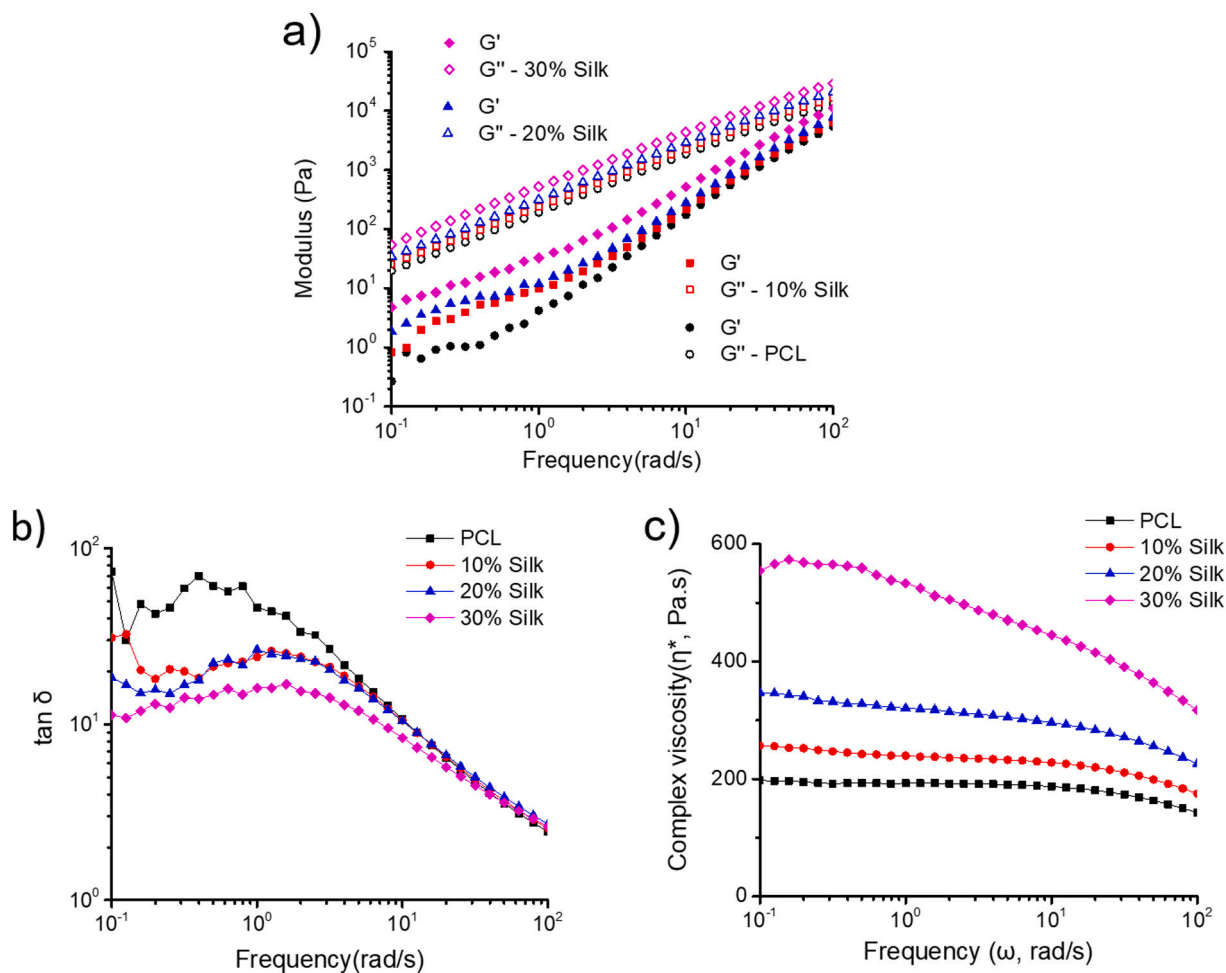 a)
G'
G'' - 30% Silk
G'
G'' - 20% Silk
G'
G'' - 10% Silk
G'
G'' - PCL
Modulus (Pa)
10^5
10^4
10^3
10^2
10^1
10^0
10^-1
10^-1 10^0 10^1 10^2
Frequency(rad/s)
b)
PCL
10% Silk
20% Silk
30% Silk
tan δ
10^2
10^1
10^0
10^-1 10^0 10^1 10^2
Frequency(rad/s)
c)
PCL
10% Silk
20% Silk
30% Silk
Complex viscosity(η*, Pa.s)
600
400
200
0
10^-1 10^0 10^1 10^2
Frequency (ω, rad/s)